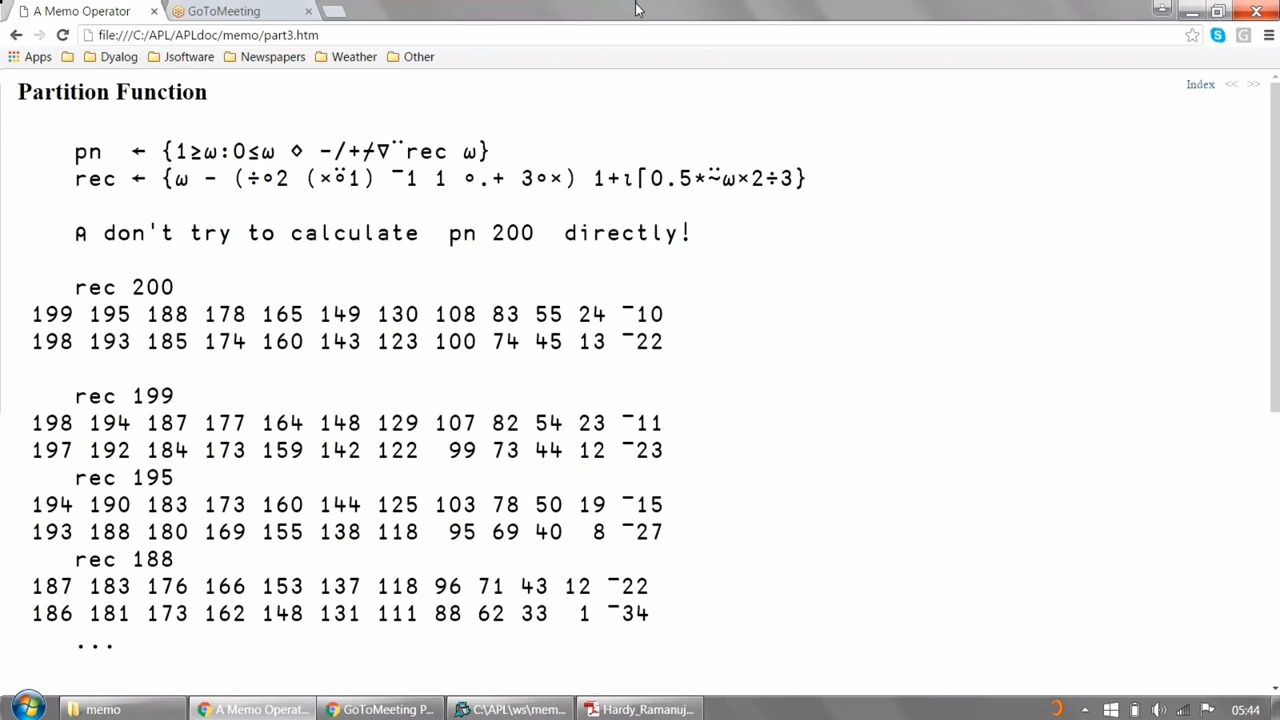 A Memo Operator × GoToMeeting ×
file:///C:/APL/APLdoc/memo/part3.htm
Apps Dyalog Jsoftware Newspapers Weather Other
Partition Function
Index << >>
pn ← {1≥⍵:0≤⍵ ⋄ -/+⌿∇¨rec ⍵}
rec ← {⍵ - (÷∘2 (×⍤1) ¯1 1 ∘.+ 3∘×) 1+⍳⌈0.5*⍨⍵×2÷3}
⍝ don't try to calculate pn 200 directly!
rec 200
199 195 188 178 165 149 130 108 83 55 24 ¯10
198 193 185 174 160 143 123 100 74 45 13 ¯22
rec 199
198 194 187 177 164 148 129 107 82 54 23 ¯11
197 192 184 173 159 142 122 99 73 44 12 ¯23
rec 195
194 190 183 173 160 144 125 103 78 50 19 ¯15
193 188 180 169 155 138 118 95 69 40 8 ¯27
rec 188
187 183 176 166 153 137 118 96 71 43 12 ¯22
186 181 173 162 148 131 111 88 62 33 1 ¯34
...
memo A Memo Operat... GoToMeeting P... C:\APL\ws\mem... Hardy_Ramanuj... 05:44